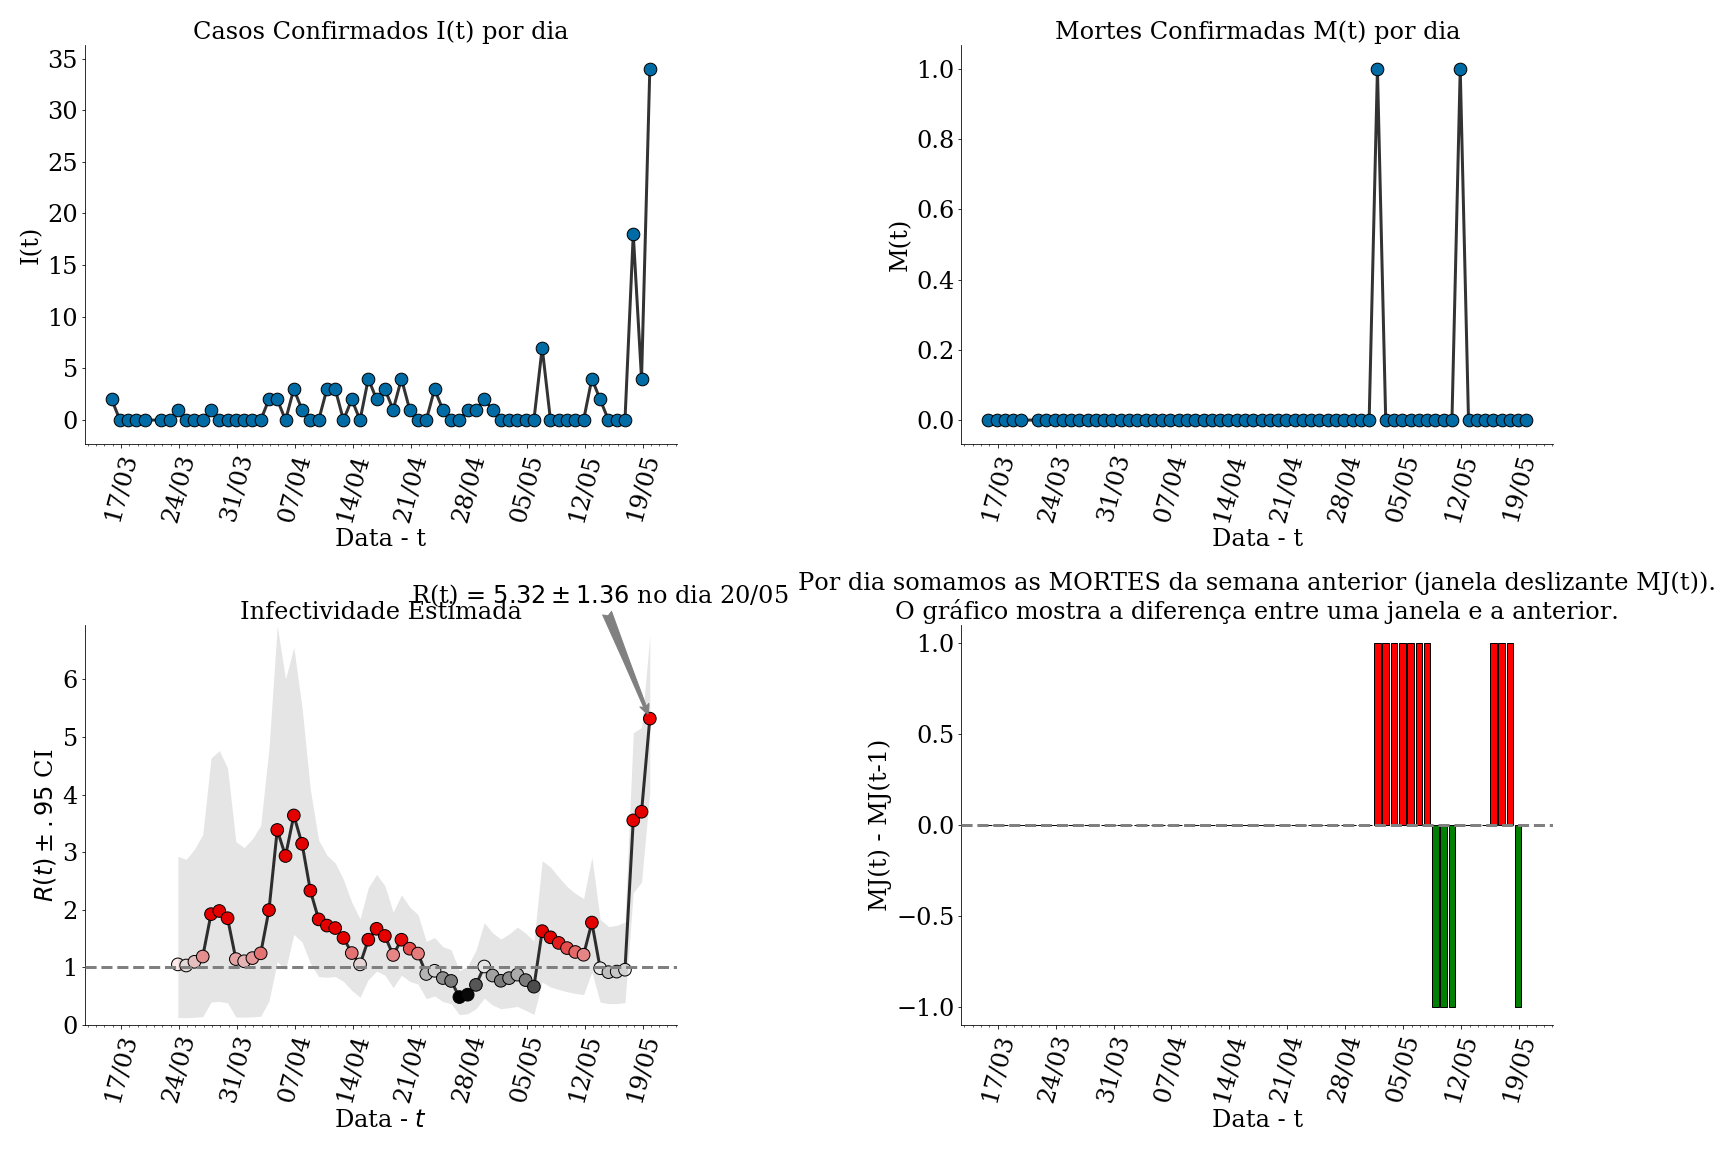 Casos Confirmados I(t) por dia
35
30
25
20
15
10
5
0
I(t)
17/03 24/03 31/03 07/04 14/04 21/04 28/04 05/05 12/05 19/05
Data - t
Mortes Confirmadas M(t) por dia
1.0
0.8
0.6
0.4
0.2
0.0
M(t)
17/03 24/03 31/03 07/04 14/04 21/04 28/04 05/05 12/05 19/05
Data - t
R(t) = 5.32 ± 1.36 no dia 20/05
Infectividade Estimada
6
5
4
3
2
1
0
R(t) ± .95 CI
17/03 24/03 31/03 07/04 14/04 21/04 28/04 05/05 12/05 19/05
Data - t
Por dia somamos as MORTES da semana anterior (janela deslizante MJ(t)).
O gráfico mostra a diferença entre uma janela e a anterior.
1.0
0.5
0.0
−0.5
−1.0
MJ(t) - MJ(t-1)
17/03 24/03 31/03 07/04 14/04 21/04 28/04 05/05 12/05 19/05
Data - t